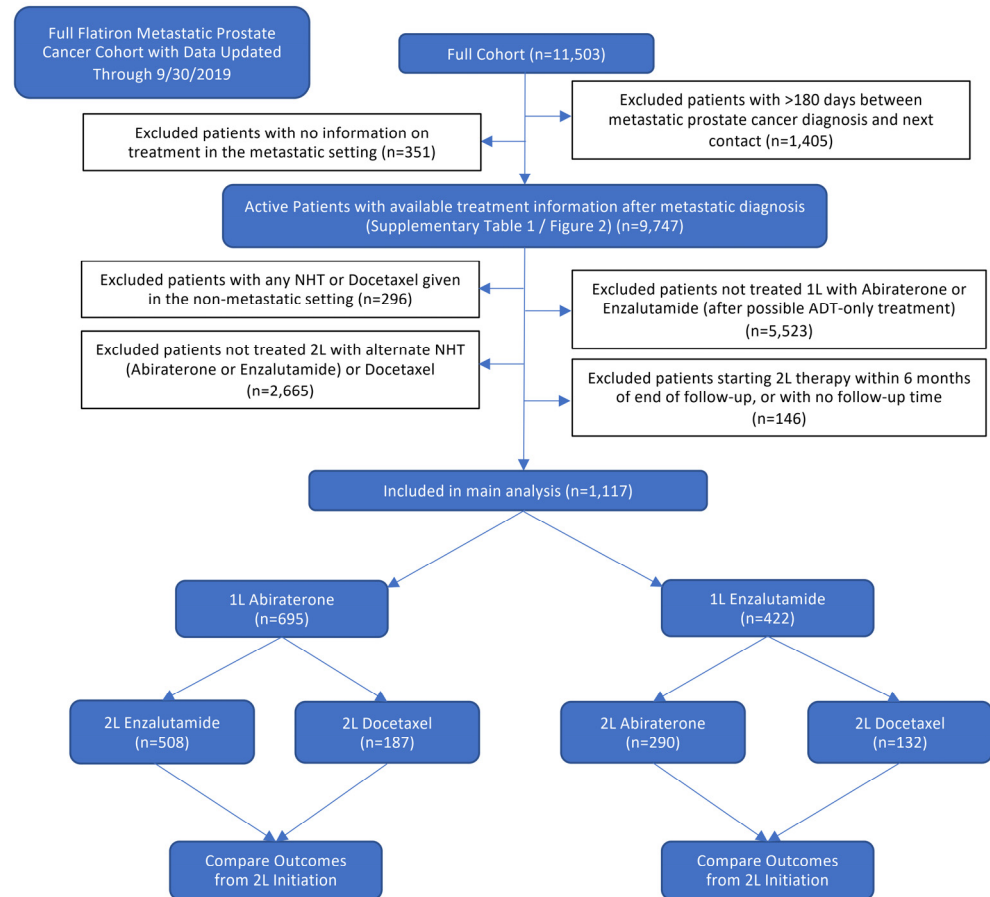 Full Flatiron Metastatic Prostate
Cancer Cohort with Data Updated
Through 9/30/2019
Full Cohort (n=11,503)
Excluded patients with >180 days between
metastatic prostate cancer diagnosis and next
contact (n=1,405)
Excluded patients with no information on
treatment in the metastatic setting (n=351)
Active Patients with available treatment information after metastatic diagnosis
(Supplementary Table 1 / Figure 2) (n=9,747)
Excluded patients with any NHT or Docetaxel given
in the non-metastatic setting (n=296)
Excluded patients not treated 1L with Abiraterone or
Enzalutamide (after possible ADT-only treatment)
(n=5,523)
Excluded patients not treated 2L with alternate NHT
(Abiraterone or Enzalutamide) or Docetaxel
(n=2,665)
Excluded patients starting 2L therapy within 6 months
of end of follow-up, or with no follow-up time
(n=146)
Included in main analysis (n=1,117)
1L Abiraterone
(n=695)
1L Enzalutamide
(n=422)
2L Enzalutamide
(n=508)
2L Docetaxel
(n=187)
2L Abiraterone
(n=290)
2L Docetaxel
(n=132)
Compare Outcomes
from 2L Initiation
Compare Outcomes
from 2L Initiation